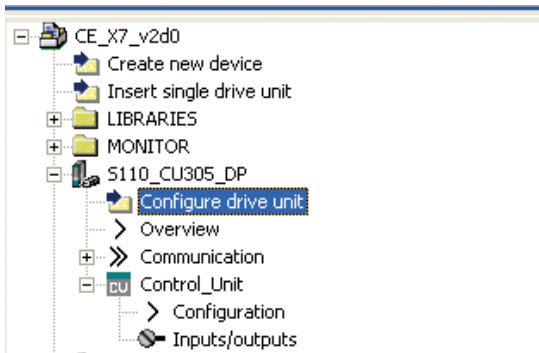 CE_X7_v2d0
Create new device
Insert single drive unit
LIBRARIES
MONITOR
S110_CU305_DP
Configure drive unit
Overview
Communication
CU Control_Unit
Configuration
Inputs/outputs